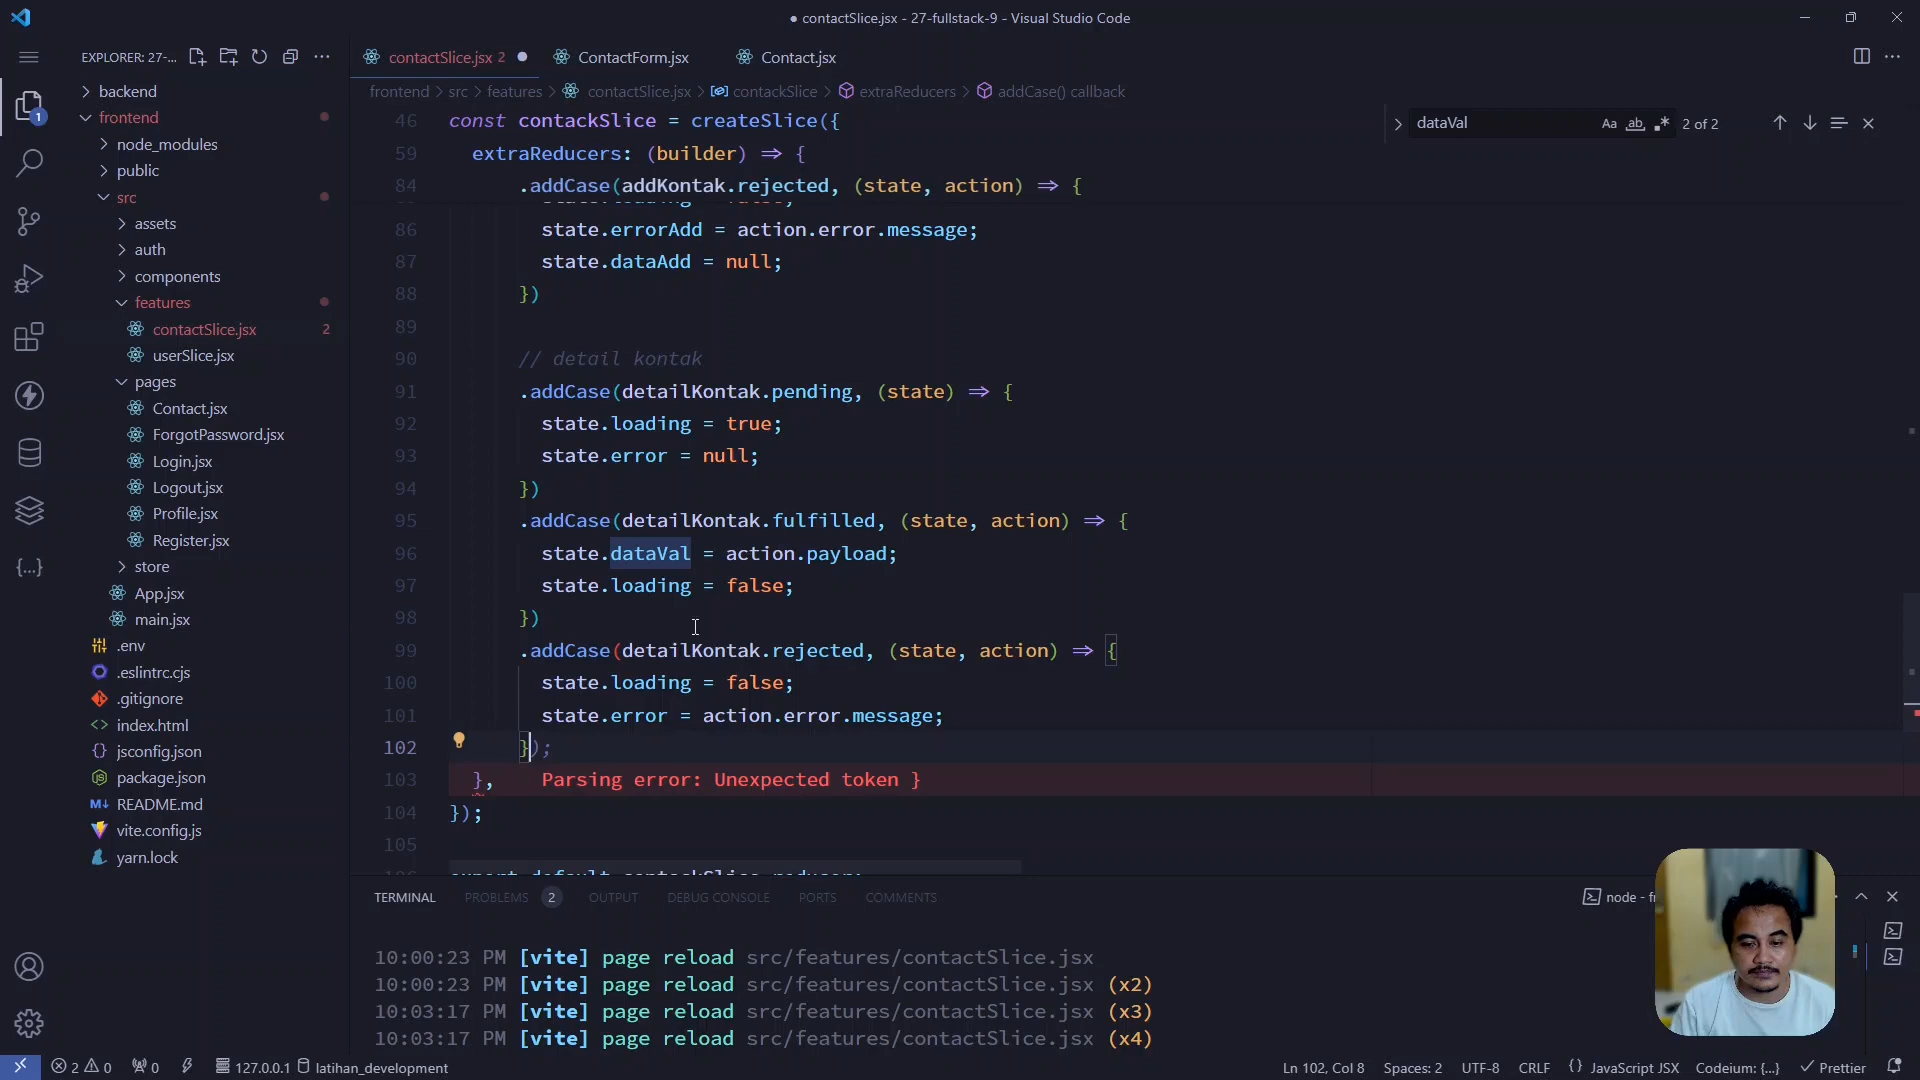 contactSlice.jsx - 27-fullstack-9 - Visual Studio Code
EXPLORER: 27-...
contactSlice.jsx 2
ContactForm.jsx
Contact.jsx
frontend > src > features > contactSlice.jsx > contackSlice > extraReducers > addCase() callback
dataVal
Aa
ab
2 of 2
1
backend
frontend
node_modules
public
src
assets
auth
components
features
contactSlice.jsx 2
userSlice.jsx
pages
Contact.jsx
ForgotPassword.jsx
Login.jsx
Logout.jsx
Profile.jsx
Register.jsx
store
App.jsx
main.jsx
.env
.eslintrc.cjs
.gitignore
index.html
jsconfig.json
package.json
README.md
vite.config.js
yarn.lock
46 const contackSlice = createSlice({
59 extraReducers: (builder) => {
84 .addCase(addKontak.rejected, (state, action) => {
86 state.errorAdd = action.error.message;
87 state.dataAdd = null;
88 })
89
90 // detail kontak
91 .addCase(detailKontak.pending, (state) => {
92 state.loading = true;
93 state.error = null;
94 })
95 .addCase(detailKontak.fulfilled, (state, action) => {
96 state.dataVal = action.payload;
97 state.loading = false;
98 })
99 .addCase(detailKontak.rejected, (state, action) => {
100 state.loading = false;
101 state.error = action.error.message;
102 });
103 }, Parsing error: Unexpected token }
104 });
105
export default contackSlice.reducer;
TERMINAL PROBLEMS 2 OUTPUT DEBUG CONSOLE PORTS COMMENTS
node - fr
10:00:23 PM [vite] page reload src/features/contactSlice.jsx
10:00:23 PM [vite] page reload src/features/contactSlice.jsx (x2)
10:03:17 PM [vite] page reload src/features/contactSlice.jsx (x3)
10:03:17 PM [vite] page reload src/features/contactSlice.jsx (x4)
2 0 0 127.0.0.1 latihan_development
Ln 102, Col 8 Spaces: 2 UTF-8 CRLF {} JavaScript JSX Codeium: {...} Prettier